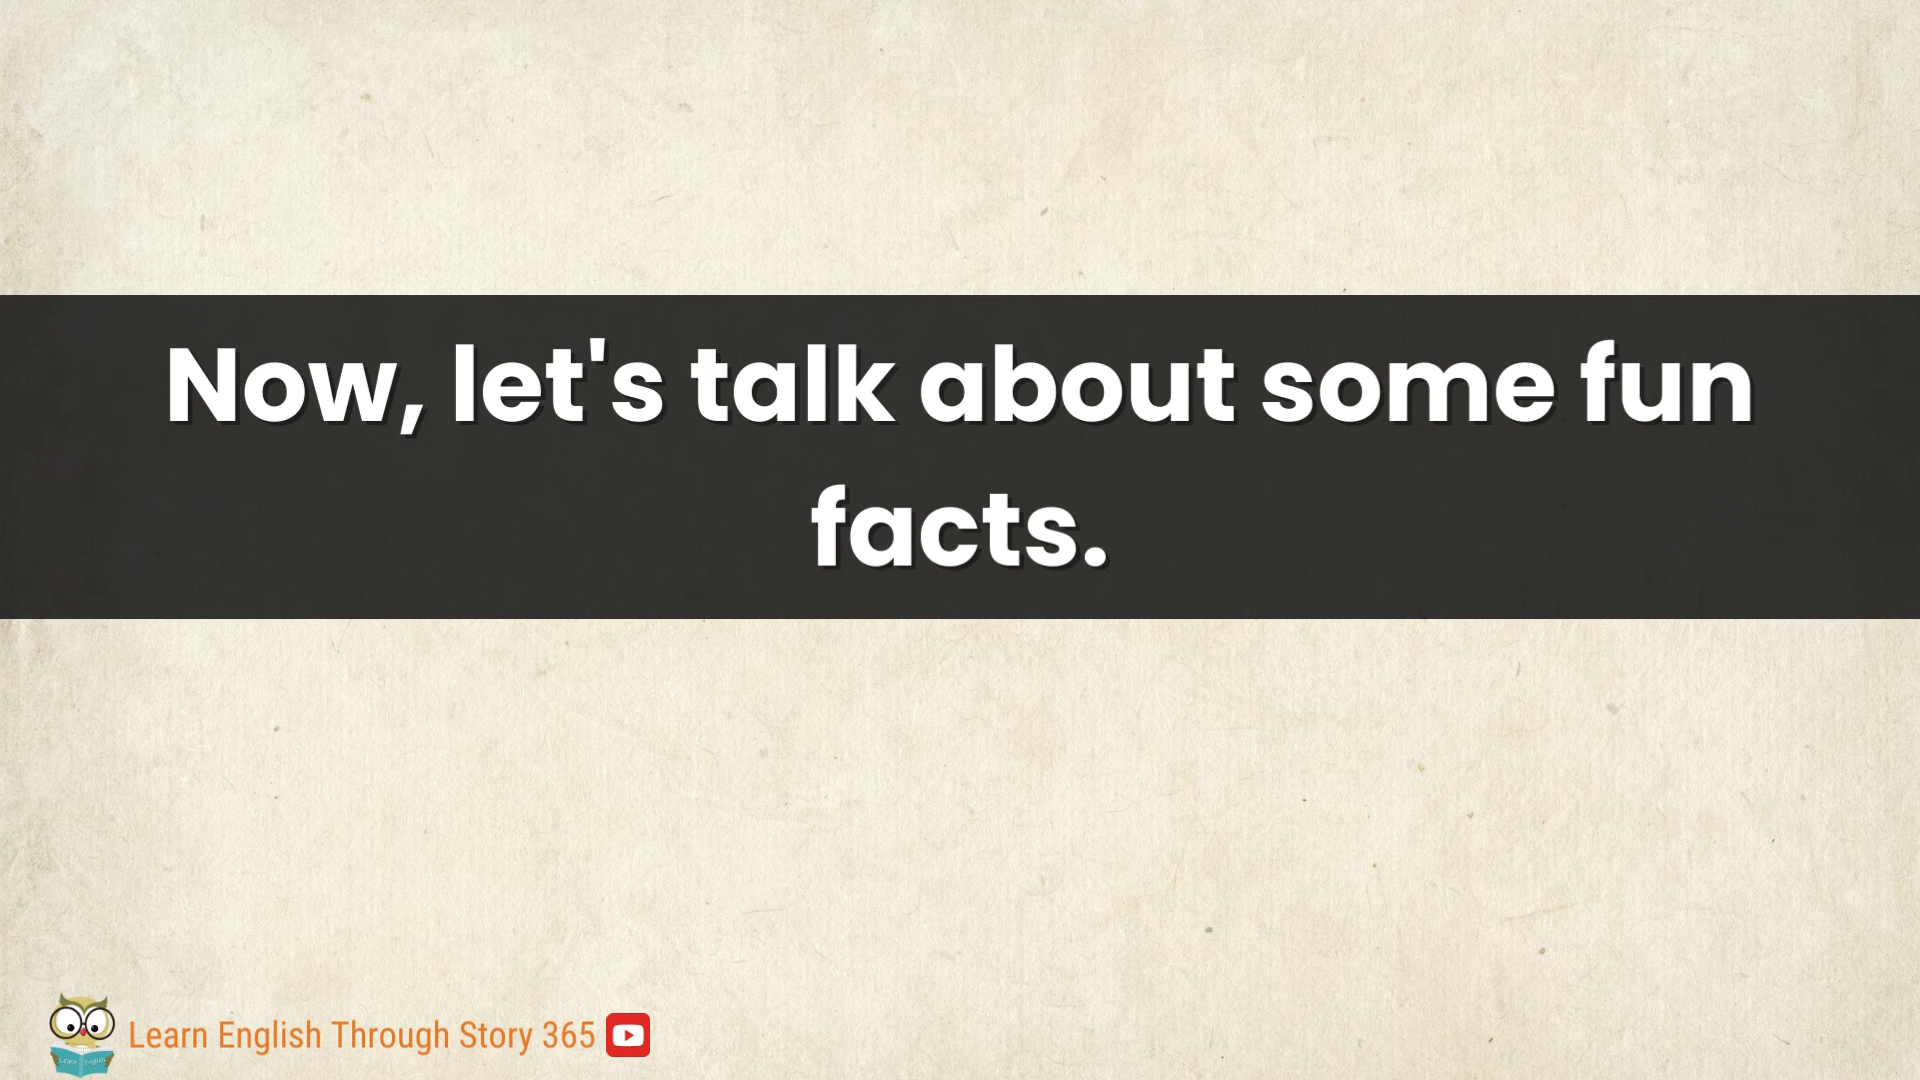 Now, let's talk about some fun
facts.
Learn English Through Story 365